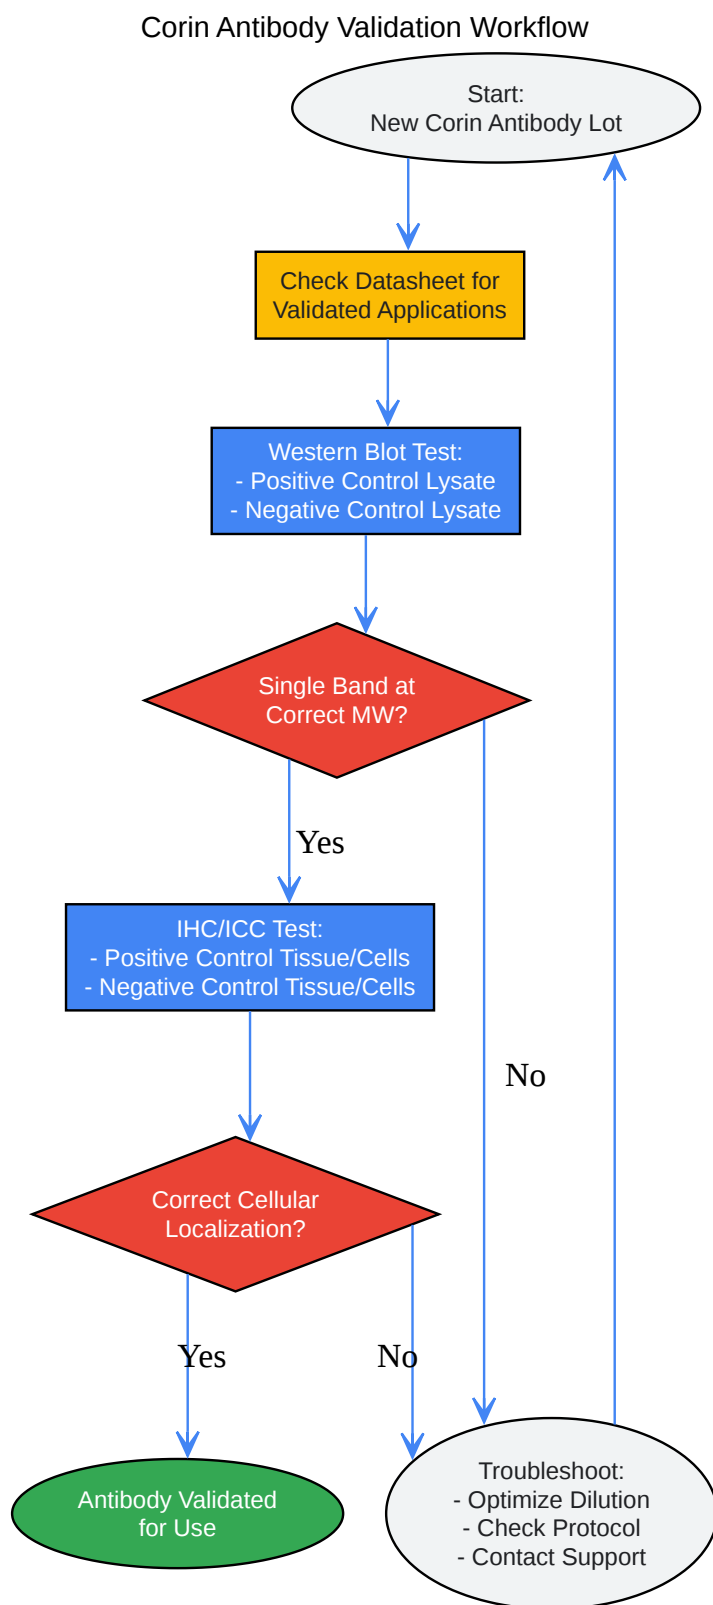 Corin Antibody Validation Workflow
Start:
New Corin Antibody Lot
Check Datasheet for
Validated Applications
Western Blot Test:
- Positive Control Lysate
- Negative Control Lysate
Single Band at
Correct MW?
Yes
IHC/ICC Test:
- Positive Control Tissue/Cells
- Negative Control Tissue/Cells
No
Correct Cellular
Localization?
Yes
No
Antibody Validated
for Use
Troubleshoot:
- Optimize Dilution
- Check Protocol
- Contact Support